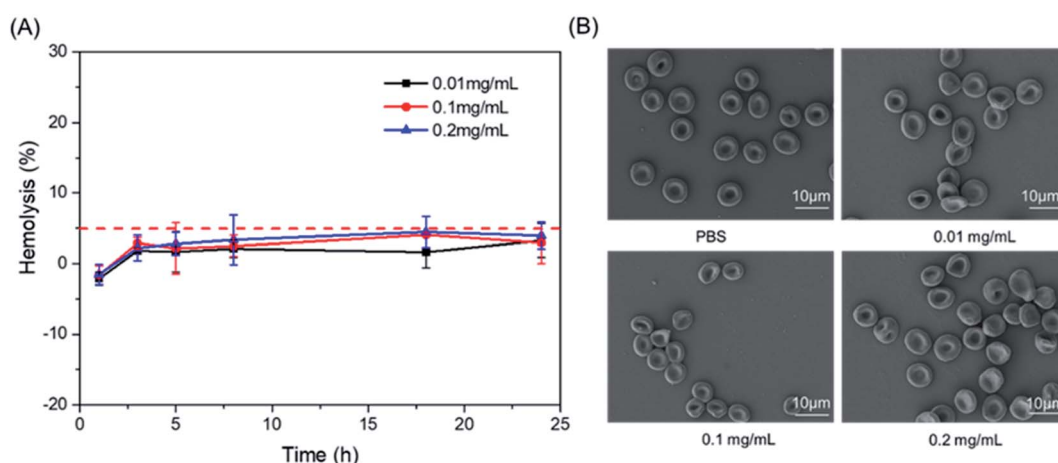 (A)
30
20
10
0
-10
-20
Hemolysis (%)
0 5 10 15 20 25
Time (h)
0.01mg/mL
0.1mg/mL
0.2mg/mL
(B)
10μm
10μm
PBS
0.01 mg/mL
10μm
10μm
0.1 mg/mL
0.2 mg/mL